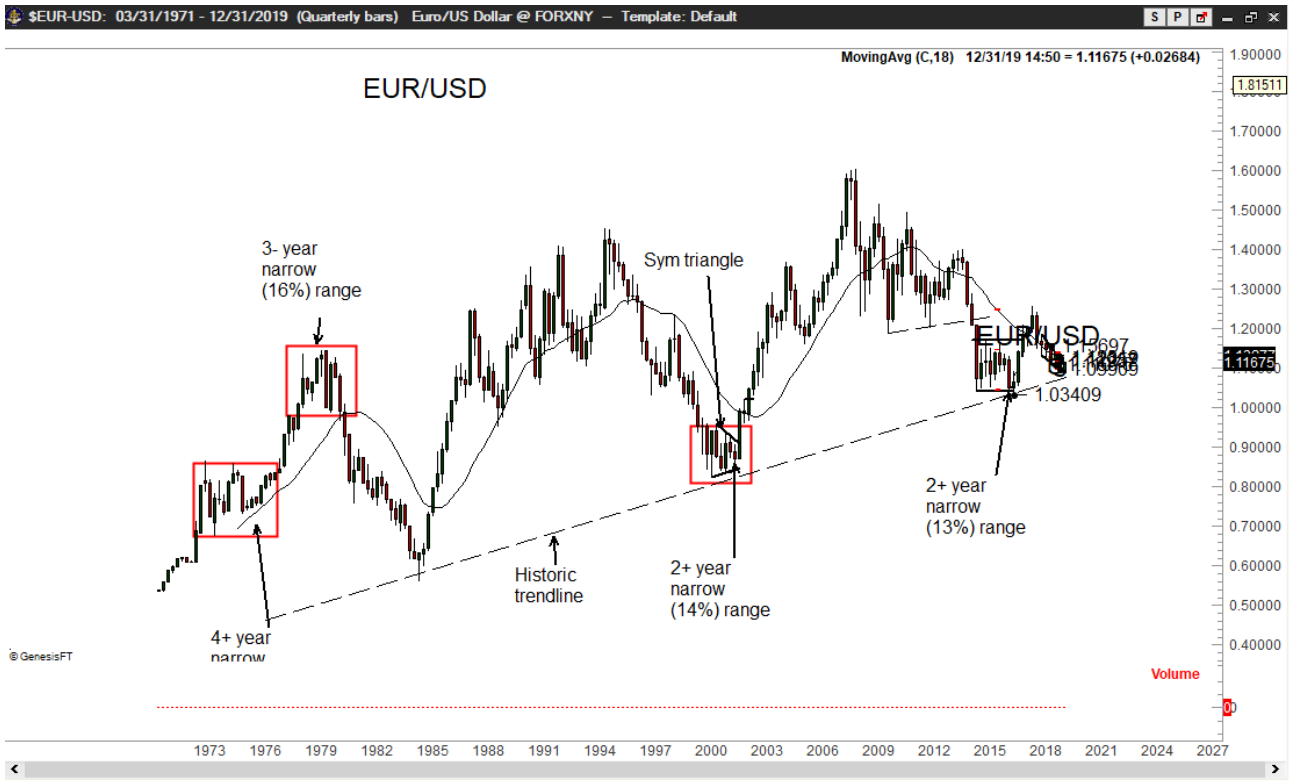 $EUR-USD: 03/31/1971 - 12/31/2019 (Quarterly bars) Euro/US Dollar @ FORXNY — Template: Default
S P
MovingAvg (C,18) 12/31/19 14:50 = 1.11675 (+0.02684)
EUR/USD
1.90000
1.81511
1.70000
1.60000
1.50000
1.40000
1.30000
1.20000
1.11675
1.00000
0.90000
0.80000
0.70000
0.60000
0.50000
0.40000
3- year
narrow
(16%) range
Sym triangle
EUR/USD
1.09909
1.03409
2+ year
narrow
(13%) range
Historic
trendline
2+ year
narrow
(14%) range
4+ year
narrow
© GenesisFT
Volume
0
1973 1976 1979 1982 1985 1988 1991 1994 1997 2000 2003 2006 2009 2012 2015 2018 2021 2024 2027